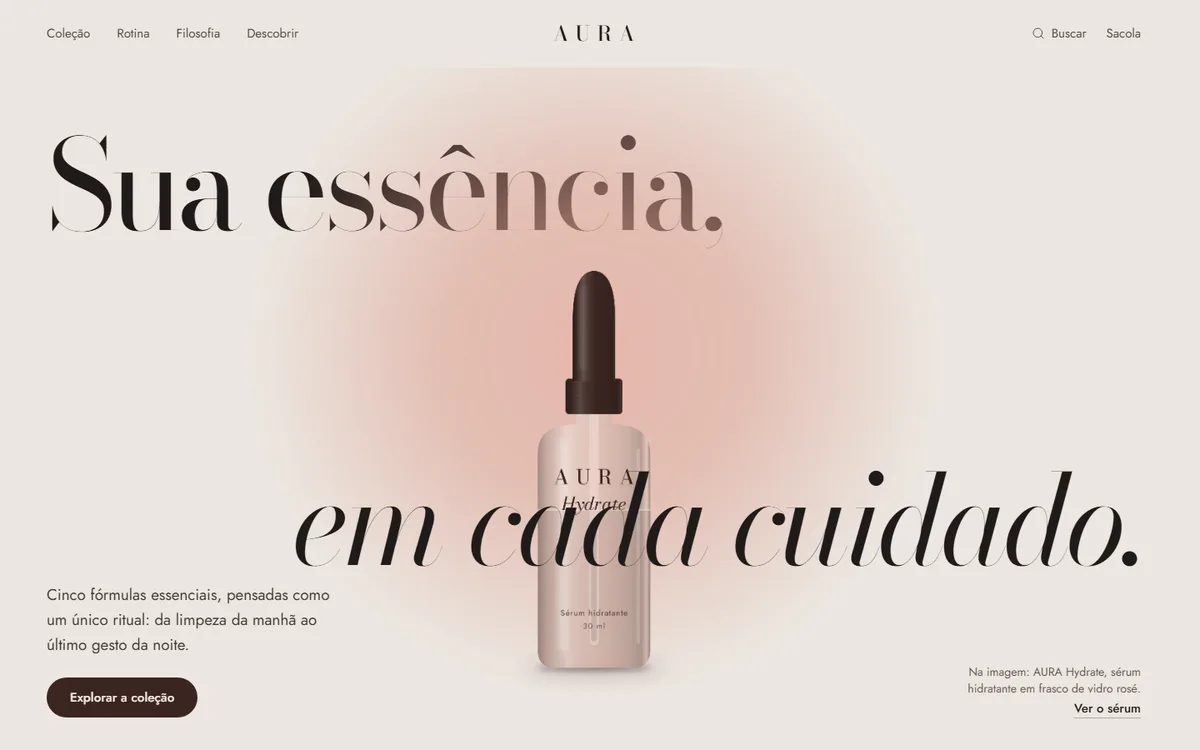 Coleção
Rotina
Filosofia
Descobrir
AURA
Buscar
Sacola
Sua essência,
AURA
Hydrate
em cada cuidado.
Cinco fórmulas essenciais, pensadas como
um único ritual: da limpeza da manhã ao
último gesto da noite.
Explorar a coleção
Sérum hidratante
30 ml
Na imagem: AURA Hydrate, sérum
hidratante em frasco de vidro rosé.
Ver o sérum